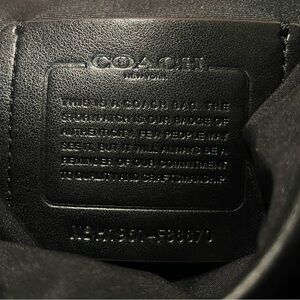 COACH
NEW YORK
THIS IS A COACH BAG. THE
STORYPATCH IS OUR BADGE OF
AUTHENTICITY. FEW PEOPLE MAY
SEE IT, BUT IT WILL ALWAYS BE A
REMINDER OF OUR COMMITMENT
TO QUALITY AND CRAFTSMANSHIP.